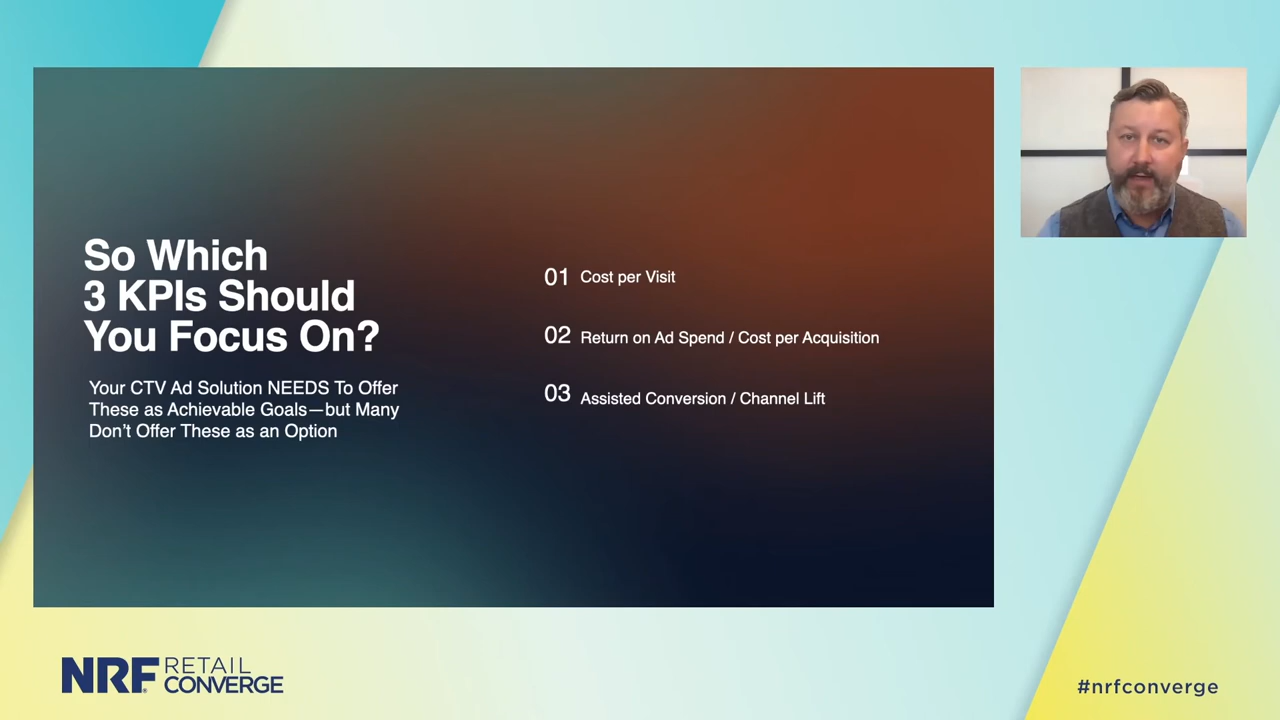 So Which
3 KPIs Should
You Focus On?
Your CTV Ad Solution NEEDS To Offer
These as Achievable Goals—but Many
Don't Offer These as an Option
01 Cost per Visit
02 Return on Ad Spend / Cost per Acquisition
03 Assisted Conversion / Channel Lift
NRF® RETAIL
CONVERGE
#nrfconverge